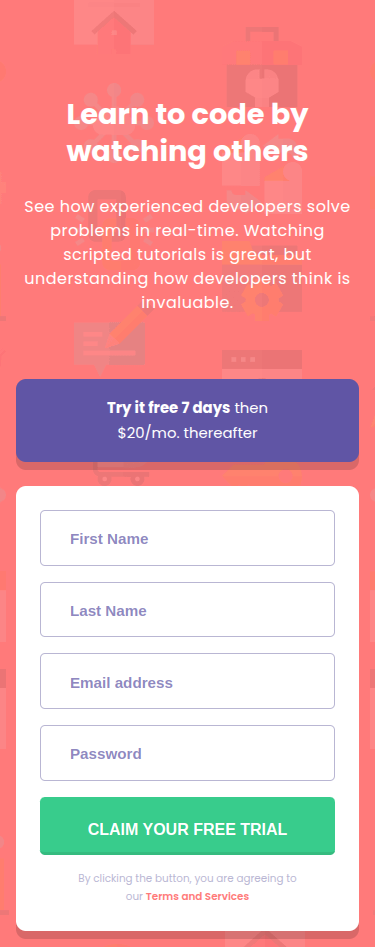 Learn to code by
watching others
See how experienced developers solve
problems in real-time. Watching
scripted tutorials is great, but
understanding how developers think is
invaluable.
Try it free 7 days then
$20/mo. thereafter
First Name
Last Name
Email address
Password
CLAIM YOUR FREE TRIAL
By clicking the button, you are agreeing to
our Terms and Services